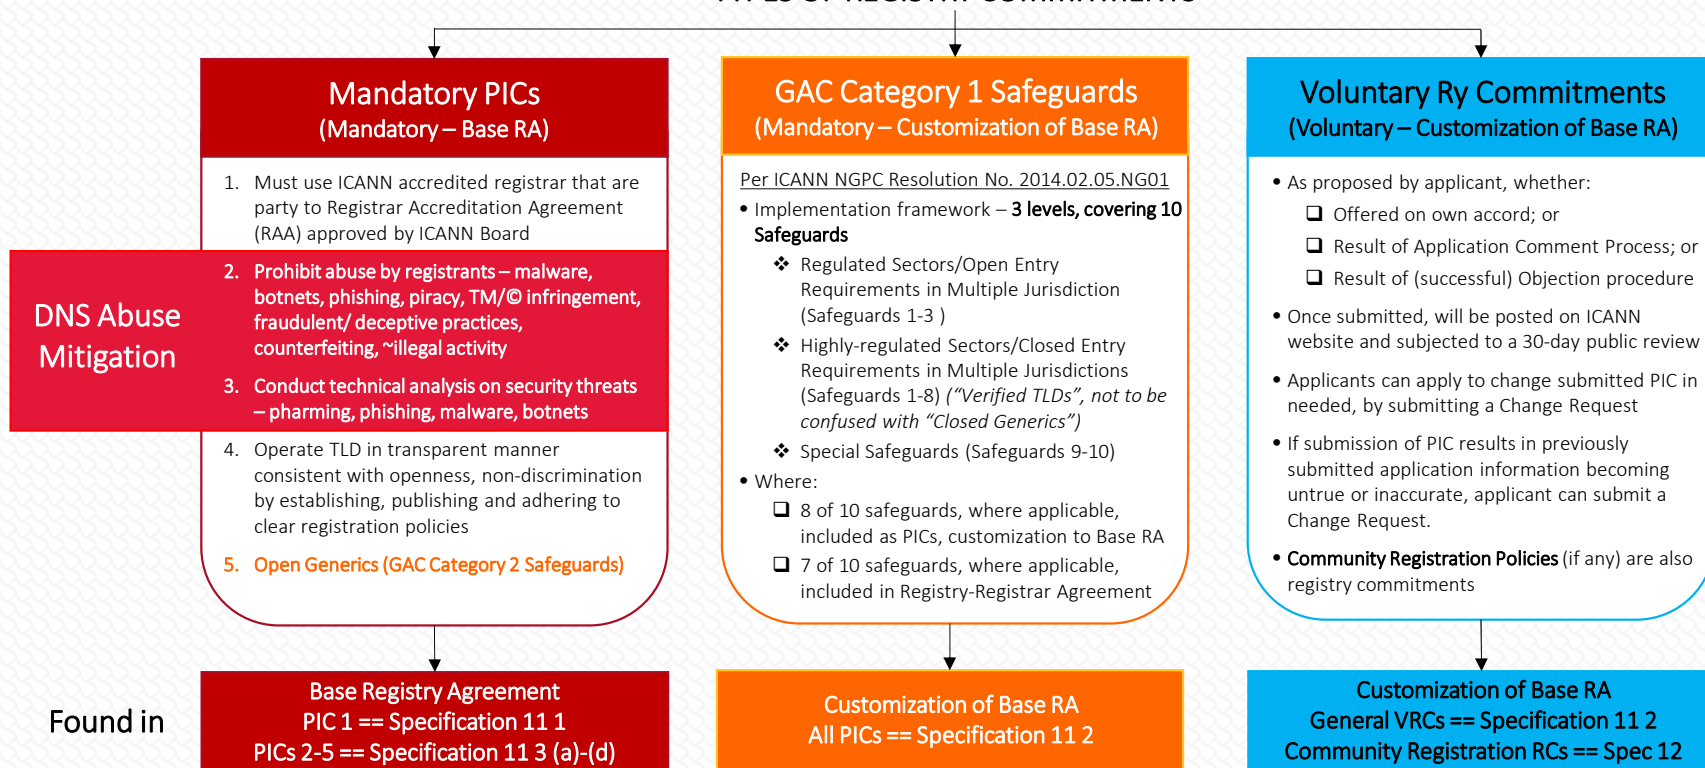 TYPES OF REGISTRY COMMITMENTS
Mandatory PICs
(Mandatory – Base RA)
1. Must use ICANN accredited registrar that are
party to Registrar Accreditation Agreement
(RAA) approved by ICANN Board
DNS Abuse
Mitigation
2. Prohibit abuse by registrants – malware,
botnets, phishing, piracy, TM/© infringement,
fraudulent/ deceptive practices,
counterfeiting, ~illegal activity
3. Conduct technical analysis on security threats
– pharming, phishing, malware, botnets
4. Operate TLD in transparent manner
consistent with openness, non-discrimination
by establishing, publishing and adhering to
clear registration policies
5. Open Generics (GAC Category 2 Safeguards)
GAC Category 1 Safeguards
(Mandatory – Customization of Base RA)
Per ICANN NGPC Resolution No. 2014.02.05.NG01
• Implementation framework – 3 levels, covering 10
Safeguards
❖ Regulated Sectors/Open Entry
Requirements in Multiple Jurisdiction
(Safeguards 1-3 )
❖ Highly-regulated Sectors/Closed Entry
Requirements in Multiple Jurisdictions
(Safeguards 1-8) (“Verified TLDs”, not to be
confused with “Closed Generics”)
❖ Special Safeguards (Safeguards 9-10)
• Where:
❑ 8 of 10 safeguards, where applicable,
included as PICs, customization to Base RA
❑ 7 of 10 safeguards, where applicable,
included in Registry-Registrar Agreement
Voluntary Ry Commitments
(Voluntary – Customization of Base RA)
• As proposed by applicant, whether:
❑ Offered on own accord; or
❑ Result of Application Comment Process; or
❑ Result of (successful) Objection procedure
• Once submitted, will be posted on ICANN
website and subjected to a 30-day public review
• Applicants can apply to change submitted PIC in
needed, by submitting a Change Request
• If submission of PIC results in previously
submitted application information becoming
untrue or inaccurate, applicant can submit a
Change Request.
• Community Registration Policies (if any) are also
registry commitments
Found in
Base Registry Agreement
PIC 1 == Specification 11 1
PICs 2-5 == Specification 11 3 (a)-(d)
Customization of Base RA
All PICs == Specification 11 2
Customization of Base RA
General VRCs == Specification 11 2
Community Registration RCs == Spec 12